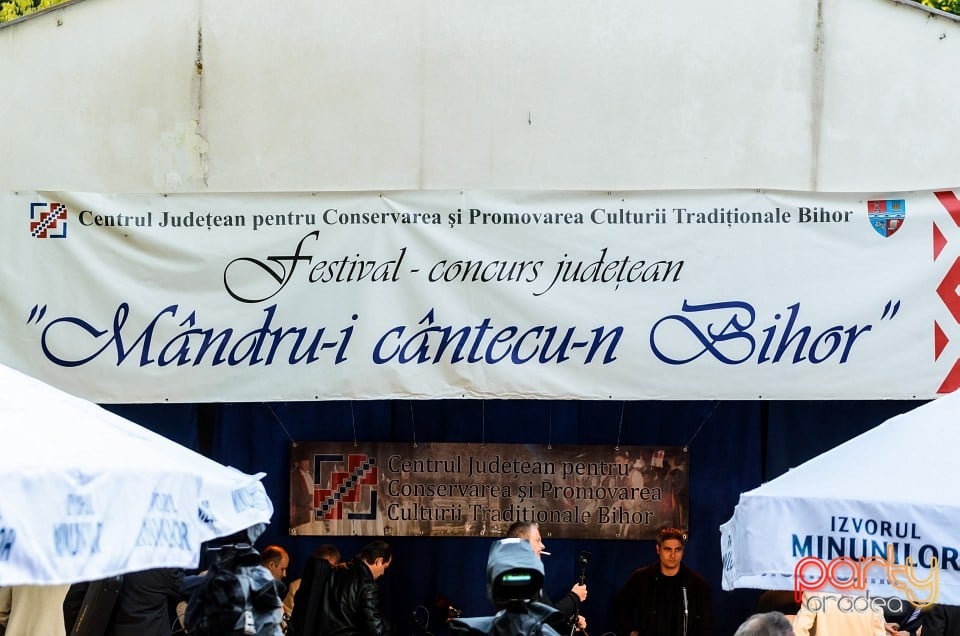 Centrul Județean pentru Conservarea și Promovarea Culturii Tradiționale Bihor
Festival - concurs județean
"Mândru-i cântecu-n Bihor"
Centrul Județean pentru
Conservarea și Promovarea
Culturii Tradiționale Bihor
IZVORUL
MINUNILOR
party
oradea